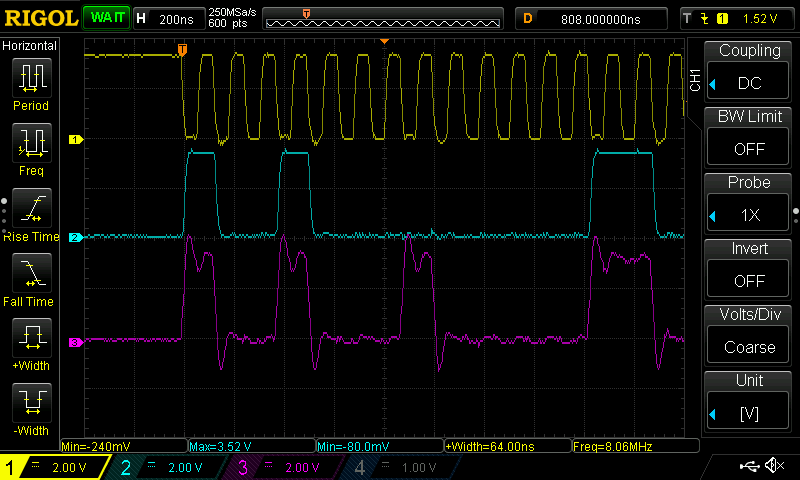 RIGOL WAIT H 200ns 250MSa/s 600 pts T D 808.000000ns T 1 1.52 V
Horizontal
Period
Freq
Rise Time
Fall Time
+Width
-Width
T
1
2
3
CH1
Coupling
DC
BW Limit
OFF
Probe
1X
Invert
OFF
Volts/Div
Coarse
Unit
[V]
Min=-240mV Max=3.52 V Min=-80.0mV +Width=64.00ns Freq=8.06MHz
1 2.00 V 2 2.00 V 3 2.00 V 4 1.00 V